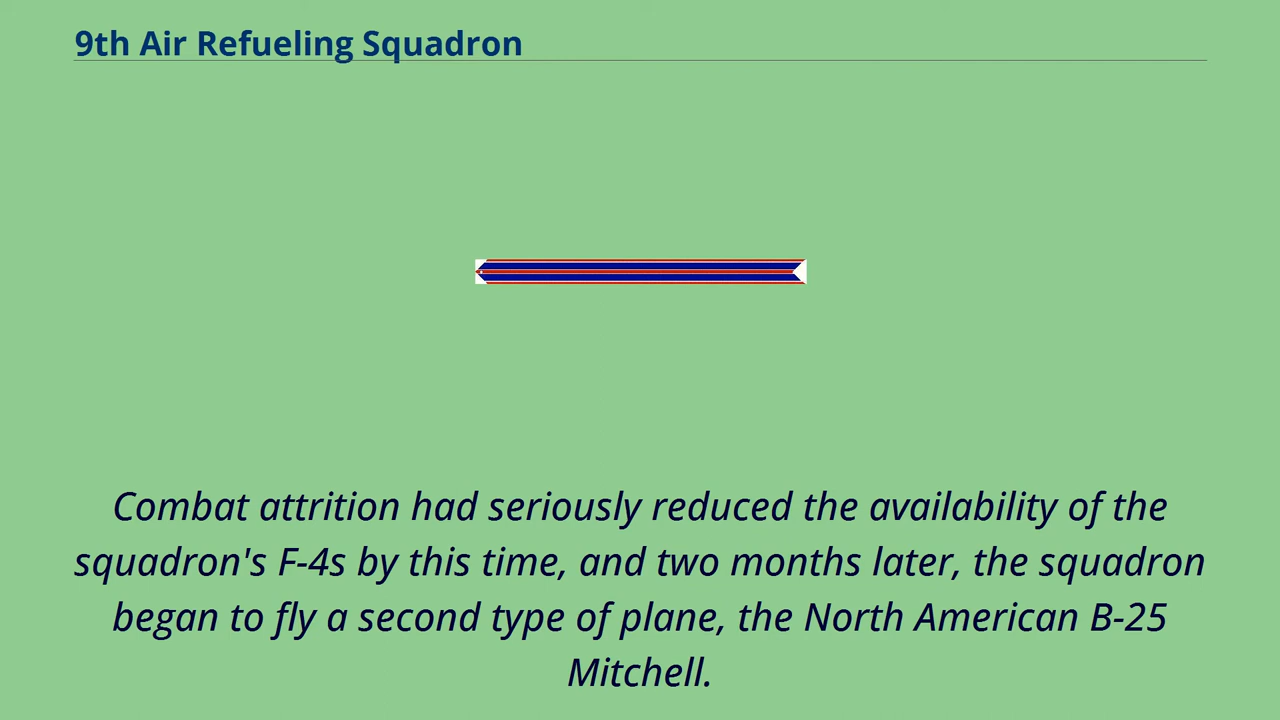 9th Air Refueling Squadron
Combat attrition had seriously reduced the availability of the
squadron's F-4s by this time, and two months later, the squadron
began to fly a second type of plane, the North American B-25
Mitchell.